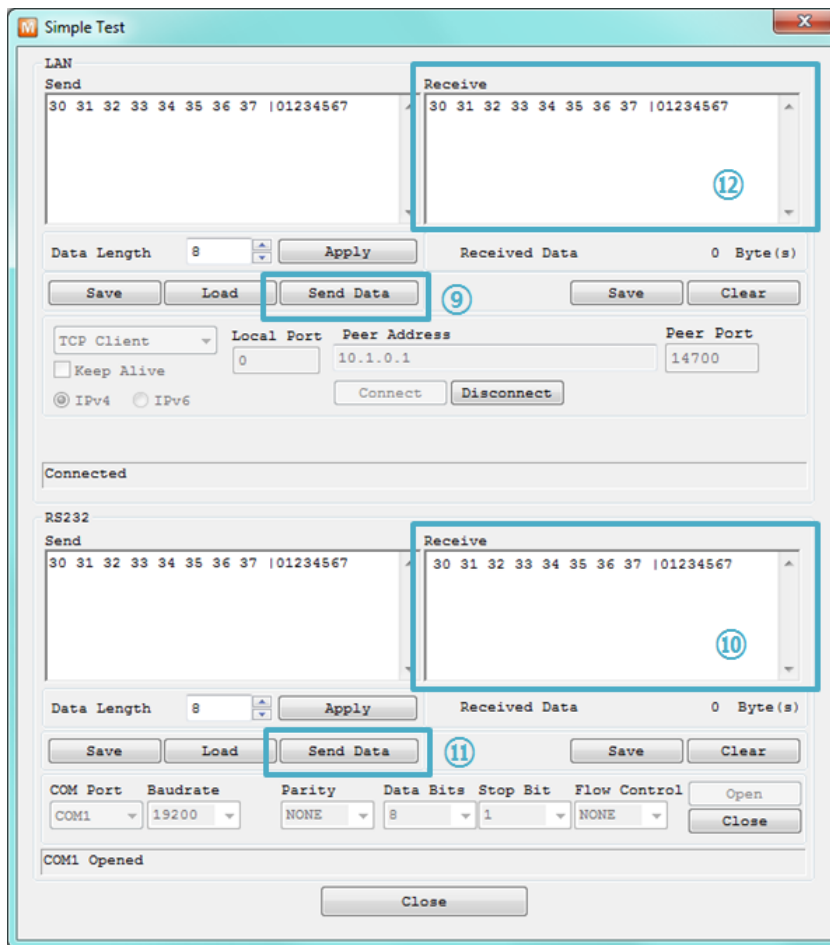 M Simple Test x
LAN
Send Receive
30 31 32 33 34 35 36 37 |01234567 30 31 32 33 34 35 36 37 |01234567
⑫
Data Length 8 Apply Received Data 0 Byte(s)
Save Load Send Data ⑨ Save Clear
TCP Client Local Port Peer Address Peer Port
0 10.1.0.1 14700
Keep Alive
IPv4 IPv6 Connect Disconnect
Connected
RS232
Send Receive
30 31 32 33 34 35 36 37 |01234567 30 31 32 33 34 35 36 37 |01234567
⑩
Data Length 8 Apply Received Data 0 Byte(s)
Save Load Send Data ⑪ Save Clear
COM Port Baudrate Parity Data Bits Stop Bit Flow Control Open
COM1 19200 NONE 8 1 NONE Close
COM1 Opened
Close